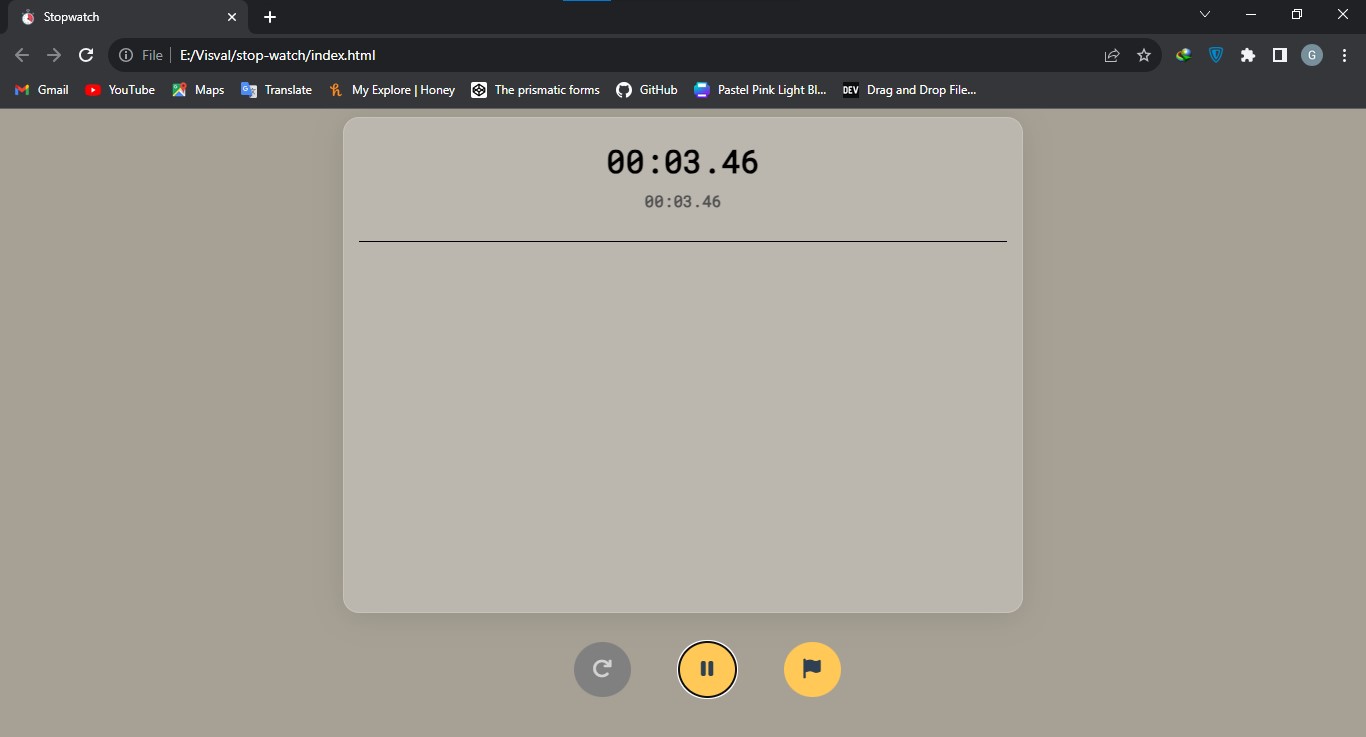 Stopwatch
File E:/Visval/stop-watch/index.html
G
Gmail YouTube Maps Translate My Explore | Honey The prismatic forms GitHub Pastel Pink Light Bl... DEV Drag and Drop File...
00:03.46
00:03.46